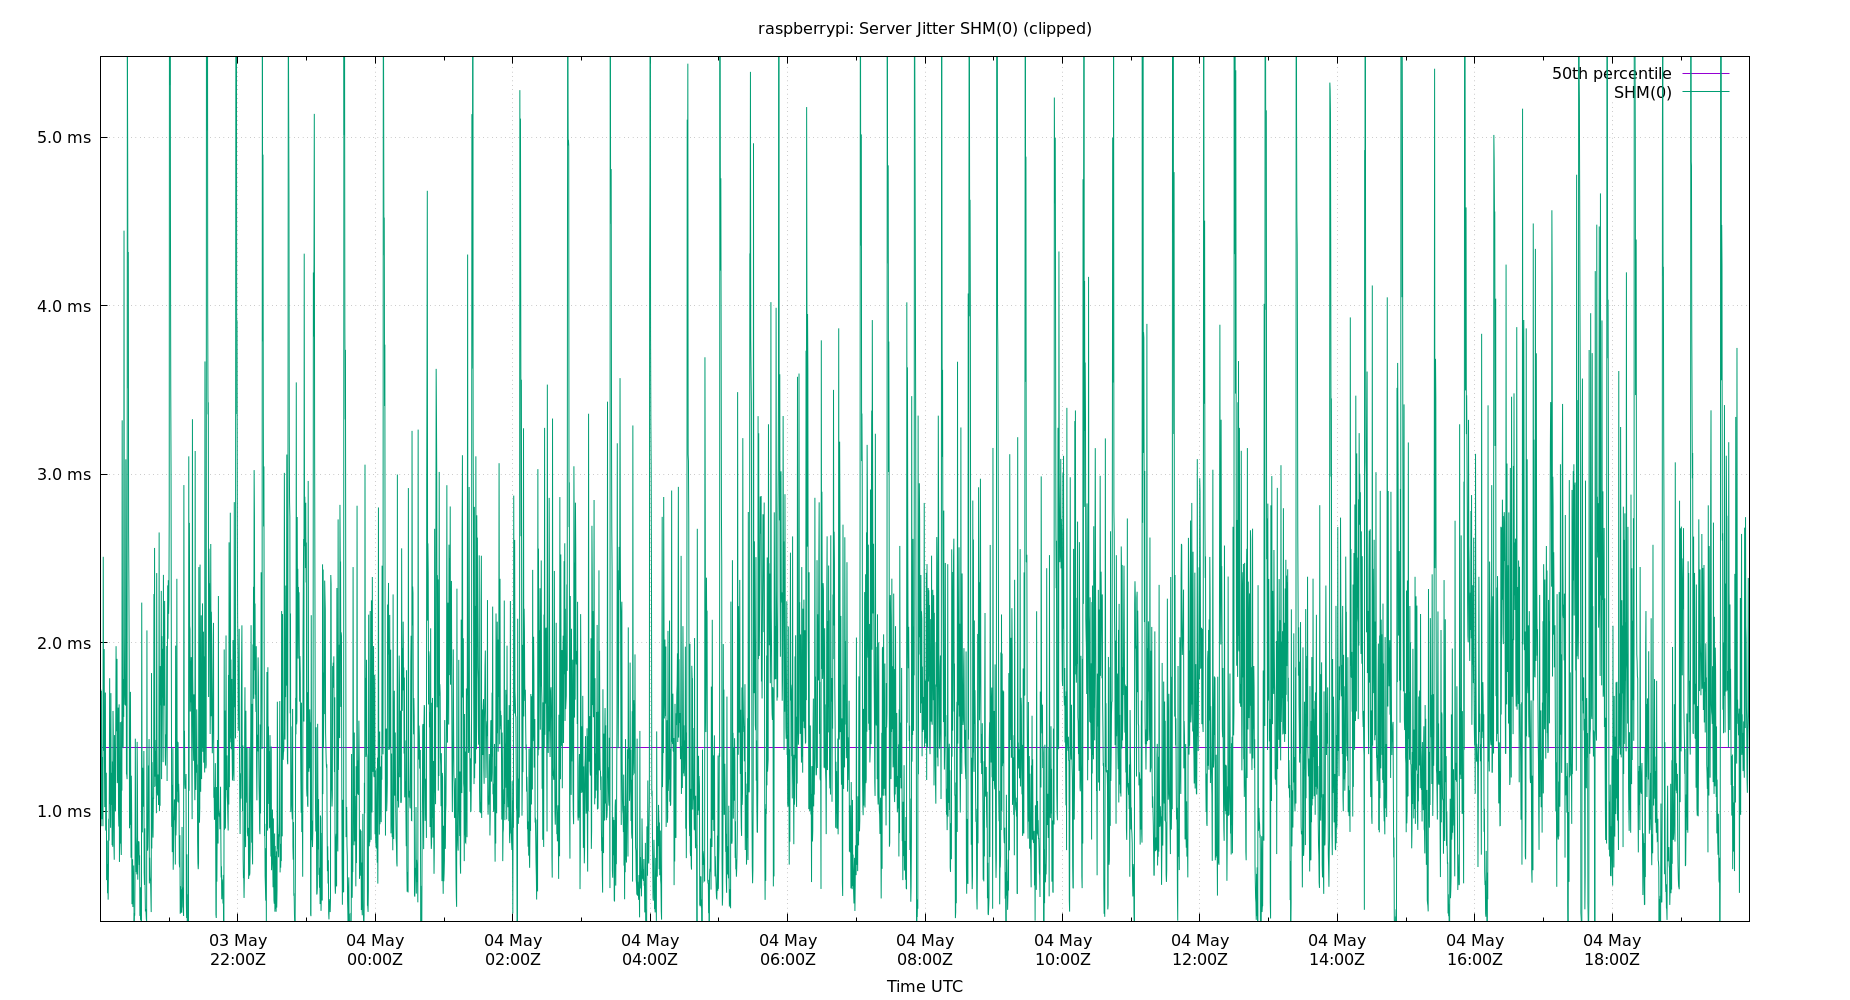 raspberrypi: Server Jitter SHM(0) (clipped)
50th percentile
SHM(0)
5.0 ms
4.0 ms
3.0 ms
2.0 ms
1.0 ms
03 May 04 May 04 May 04 May 04 May 04 May 04 May 04 May 04 May 04 May 04 May
22:00Z 00:00Z 02:00Z 04:00Z 06:00Z 08:00Z 10:00Z 12:00Z 14:00Z 16:00Z 18:00Z
Time UTC